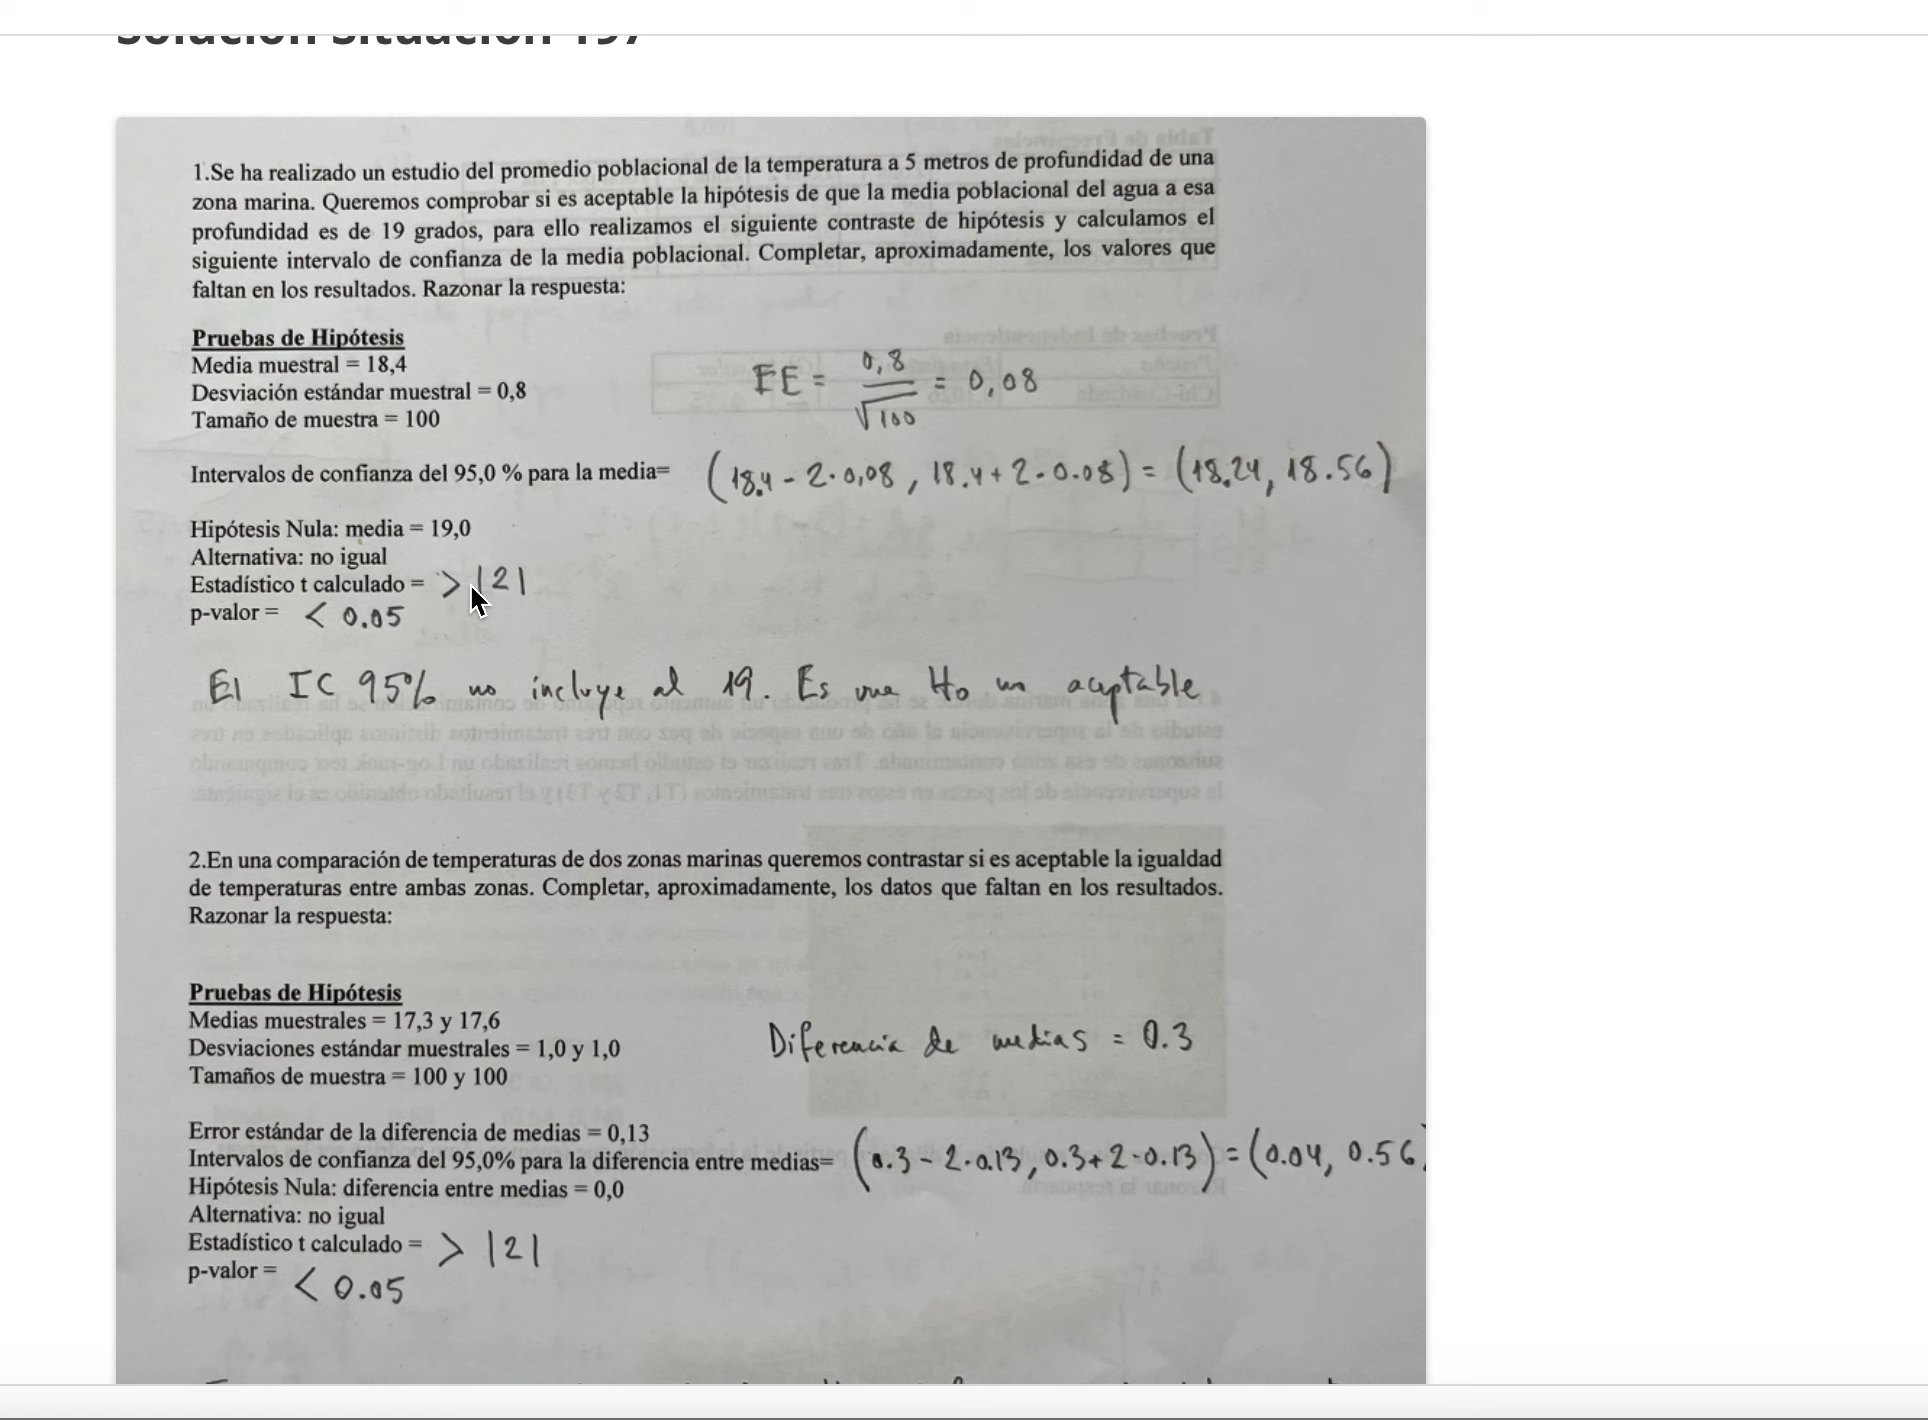 Solución Situación 197
1.Se ha realizado un estudio del promedio poblacional de la temperatura a 5 metros de profundidad de una
zona marina. Queremos comprobar si es aceptable la hipótesis de que la media poblacional del agua a esa
profundidad es de 19 grados, para ello realizamos el siguiente contraste de hipótesis y calculamos el
siguiente intervalo de confianza de la media poblacional. Completar, aproximadamente, los valores que
faltan en los resultados. Razonar la respuesta:
Pruebas de Hipótesis
Media muestral = 18,4
Desviación estándar muestral = 0,8
Tamaño de muestra = 100
EE = 0,8 / √100 = 0,08
Intervalos de confianza del 95,0 % para la media= (18.4 - 2·0,08, 18.4 + 2·0.08) = (18.24, 18.56)
Hipótesis Nula: media = 19,0
Alternativa: no igual
Estadístico t calculado = > |2|
p-valor = < 0.05
El IC 95% no incluye al 19. Es una Ho no aceptable
2.En una comparación de temperaturas de dos zonas marinas queremos contrastar si es aceptable la igualdad
de temperaturas entre ambas zonas. Completar, aproximadamente, los datos que faltan en los resultados.
Razonar la respuesta:
Pruebas de Hipótesis
Medias muestrales = 17,3 y 17,6
Desviaciones estándar muestrales = 1,0 y 1,0
Tamaños de muestra = 100 y 100
Diferencia de medias = 0.3
Error estándar de la diferencia de medias = 0,13
Intervalos de confianza del 95,0% para la diferencia entre medias= (0.3 - 2·0.13, 0.3 + 2·0.13) = (0.04, 0.56)
Hipótesis Nula: diferencia entre medias = 0,0
Alternativa: no igual
Estadístico t calculado = > |2|
p-valor = < 0.05